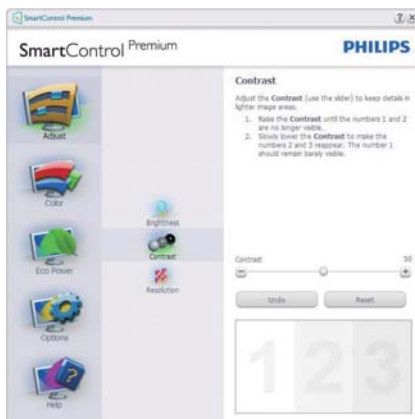 SmartControl Premium
SmartControl Premium
PHILIPS
Adjust
Color
Eco Power
Options
Help
Brightness
Contrast
Resolution
Contrast
Adjust the Contrast (use the slider) to keep details in
lighter image areas.
1. Raise the Contrast until the numbers 1 and 2
are no longer visible.
2. Slowly lower the Contrast to make the
numbers 2 and 3 reappear. The number 1
should remain barely visible.
Contrast 50
Undo Reset
1 2 3